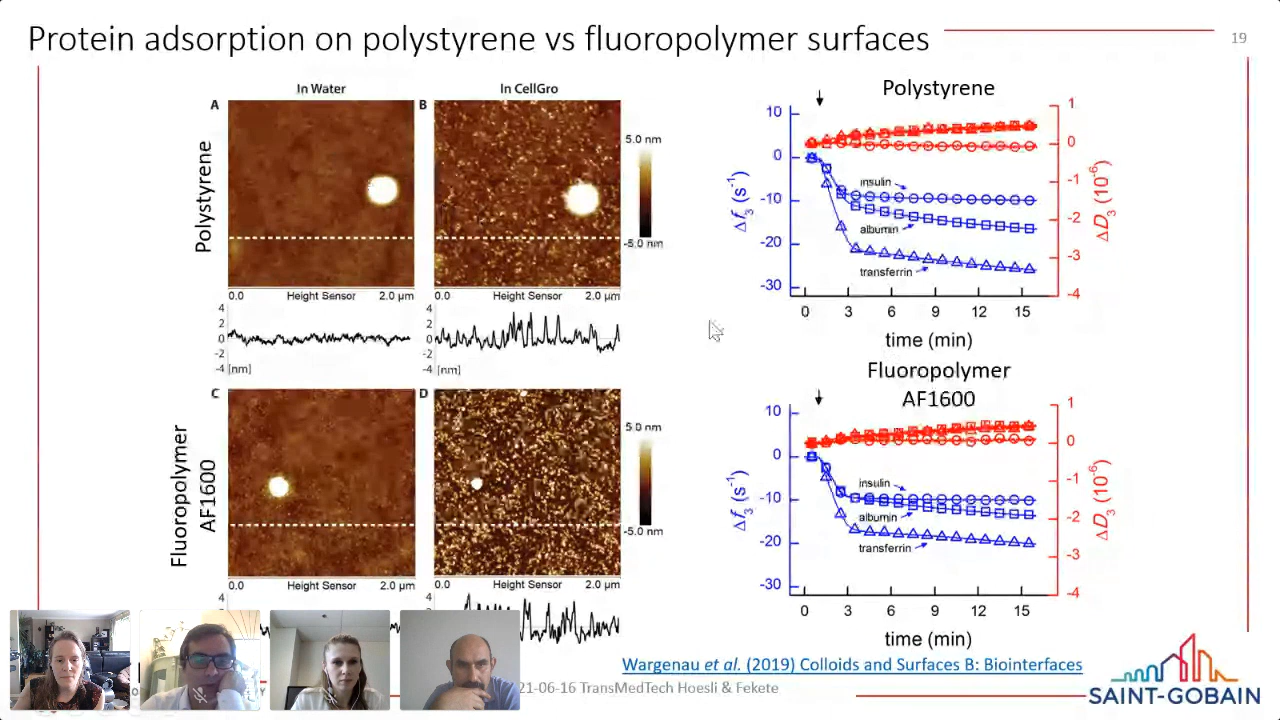 Protein adsorption on polystyrene vs fluoropolymer surfaces
19
In Water
In CellGro
A
B
Polystyrene
5.0 nm
-5.0 nm
0.0 Height Sensor 2.0 µm
0.0 Height Sensor 2.0 µm
4
2
0
-2
-4 [nm]
4
2
0
-2
-4 [nm]
C
D
Fluoropolymer
AF1600
5.0 nm
-5.0 nm
0.0 Height Sensor 2.0 µm
0.0 Height Sensor 2.0 µm
4
4
Polystyrene
10
0
-10
-20
-30
Δf3 (s-1)
insulin
albumin
transferrin
1
0
-1
-2
-3
-4
ΔD3 (10-6)
0 3 6 9 12 15
time (min)
Fluoropolymer
AF1600
10
0
-10
-20
-30
Δf3 (s-1)
insulin
albumin
transferrin
1
0
-1
-2
-3
-4
ΔD3 (10-6)
0 3 6 9 12 15
time (min)
Wargenau et al. (2019) Colloids and Surfaces B: Biointerfaces
21-06-16 TransMedTech Hoesli & Fekete
SAINT-GOBAIN